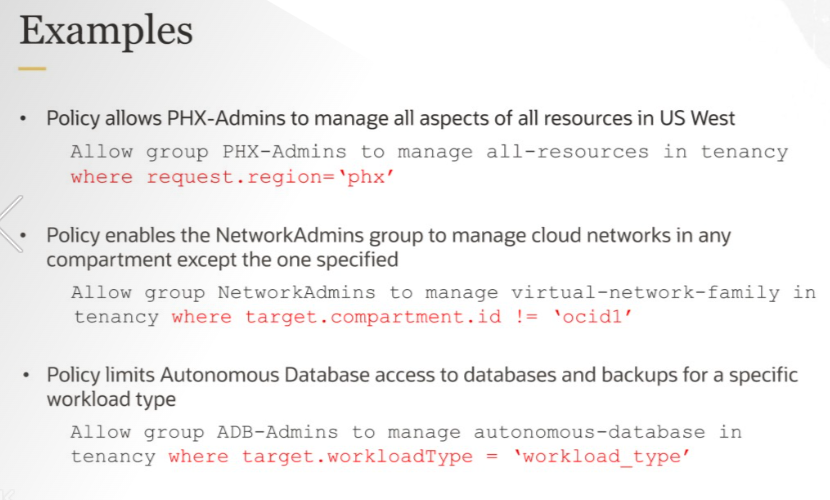 Examples
• Policy allows PHX-Admins to manage all aspects of all resources in US West
Allow group PHX-Admins to manage all-resources in tenancy
where request.region=‘phx’
• Policy enables the NetworkAdmins group to manage cloud networks in any
compartment except the one specified
Allow group NetworkAdmins to manage virtual-network-family in
tenancy where target.compartment.id != ‘ocid1’
• Policy limits Autonomous Database access to databases and backups for a specific
workload type
Allow group ADB-Admins to manage autonomous-database in
tenancy where target.workloadType = ‘workload_type’